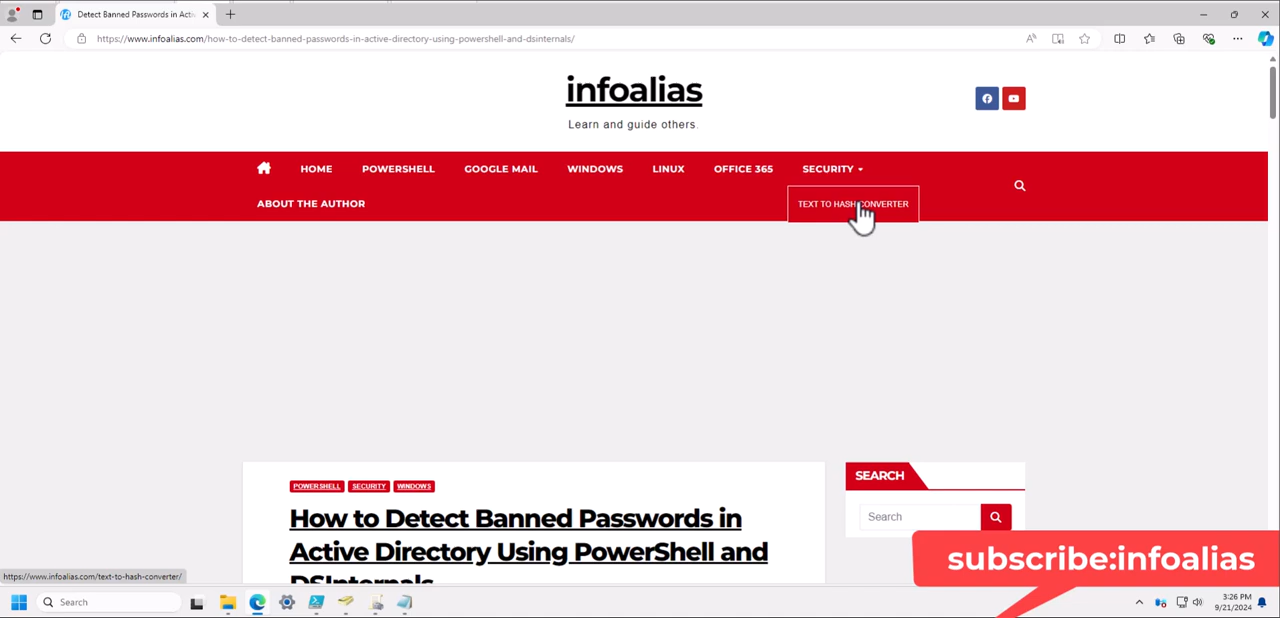 Detect Banned Passwords in Acti
https://www.infoalias.com/how-to-detect-banned-passwords-in-active-directory-using-powershell-and-dsinternals/
infoalias
Learn and guide others.
HOME POWERSHELL GOOGLE MAIL WINDOWS LINUX OFFICE 365 SECURITY
ABOUT THE AUTHOR
TEXT TO HASH CONVERTER
POWERSHELL SECURITY WINDOWS
How to Detect Banned Passwords in
Active Directory Using PowerShell and
DSInternals
SEARCH
Search
subscribe:infoalias
https://www.infoalias.com/text-to-hash-converter/
Search
3:26 PM
9/21/2024